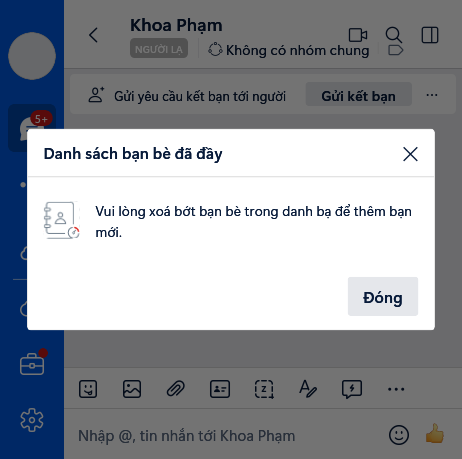 Khoa Phạm
NGƯỜI LẠ
Không có nhóm chung
5+
Gửi yêu cầu kết bạn tới người
Gửi kết bạn
Danh sách bạn bè đã đầy
Vui lòng xoá bớt bạn bè trong danh bạ để thêm bạn
mới.
Đóng
Z
Nhập @, tin nhắn tới Khoa Phạm